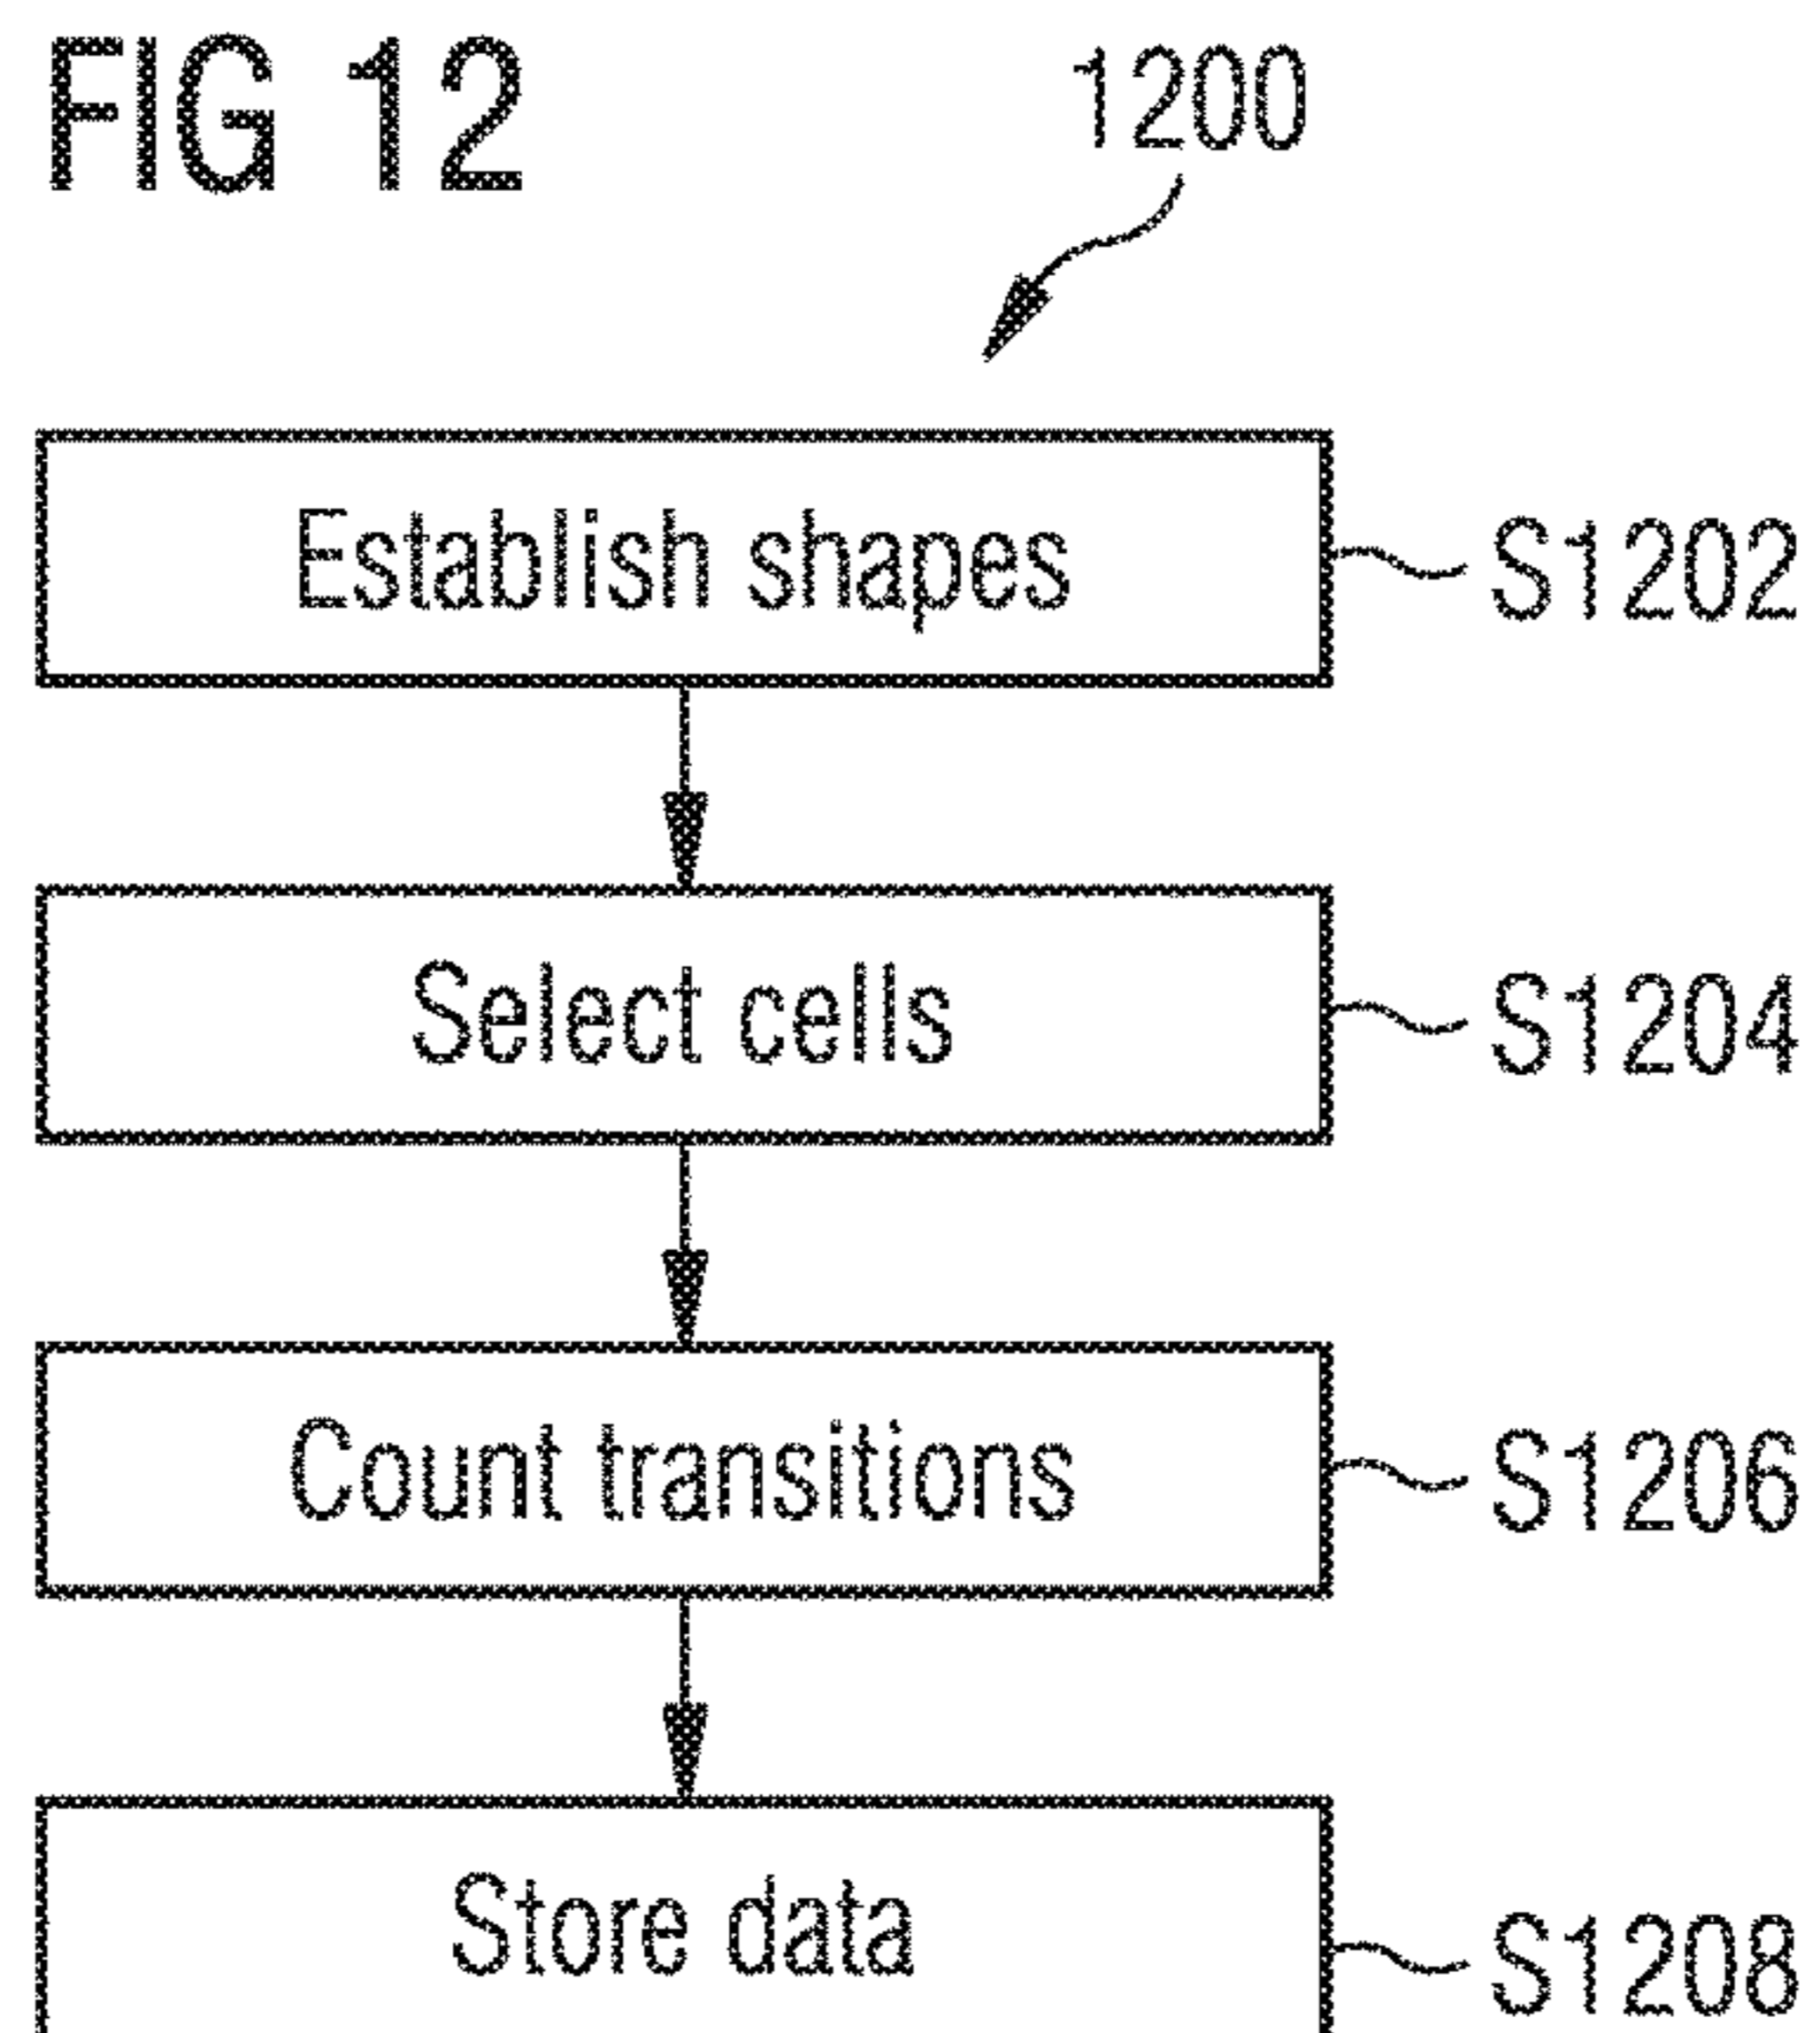 FIG 12
1200
Establish shapes
S1202
Select cells
S1204
Count transitions
S1206
Store data
S1208